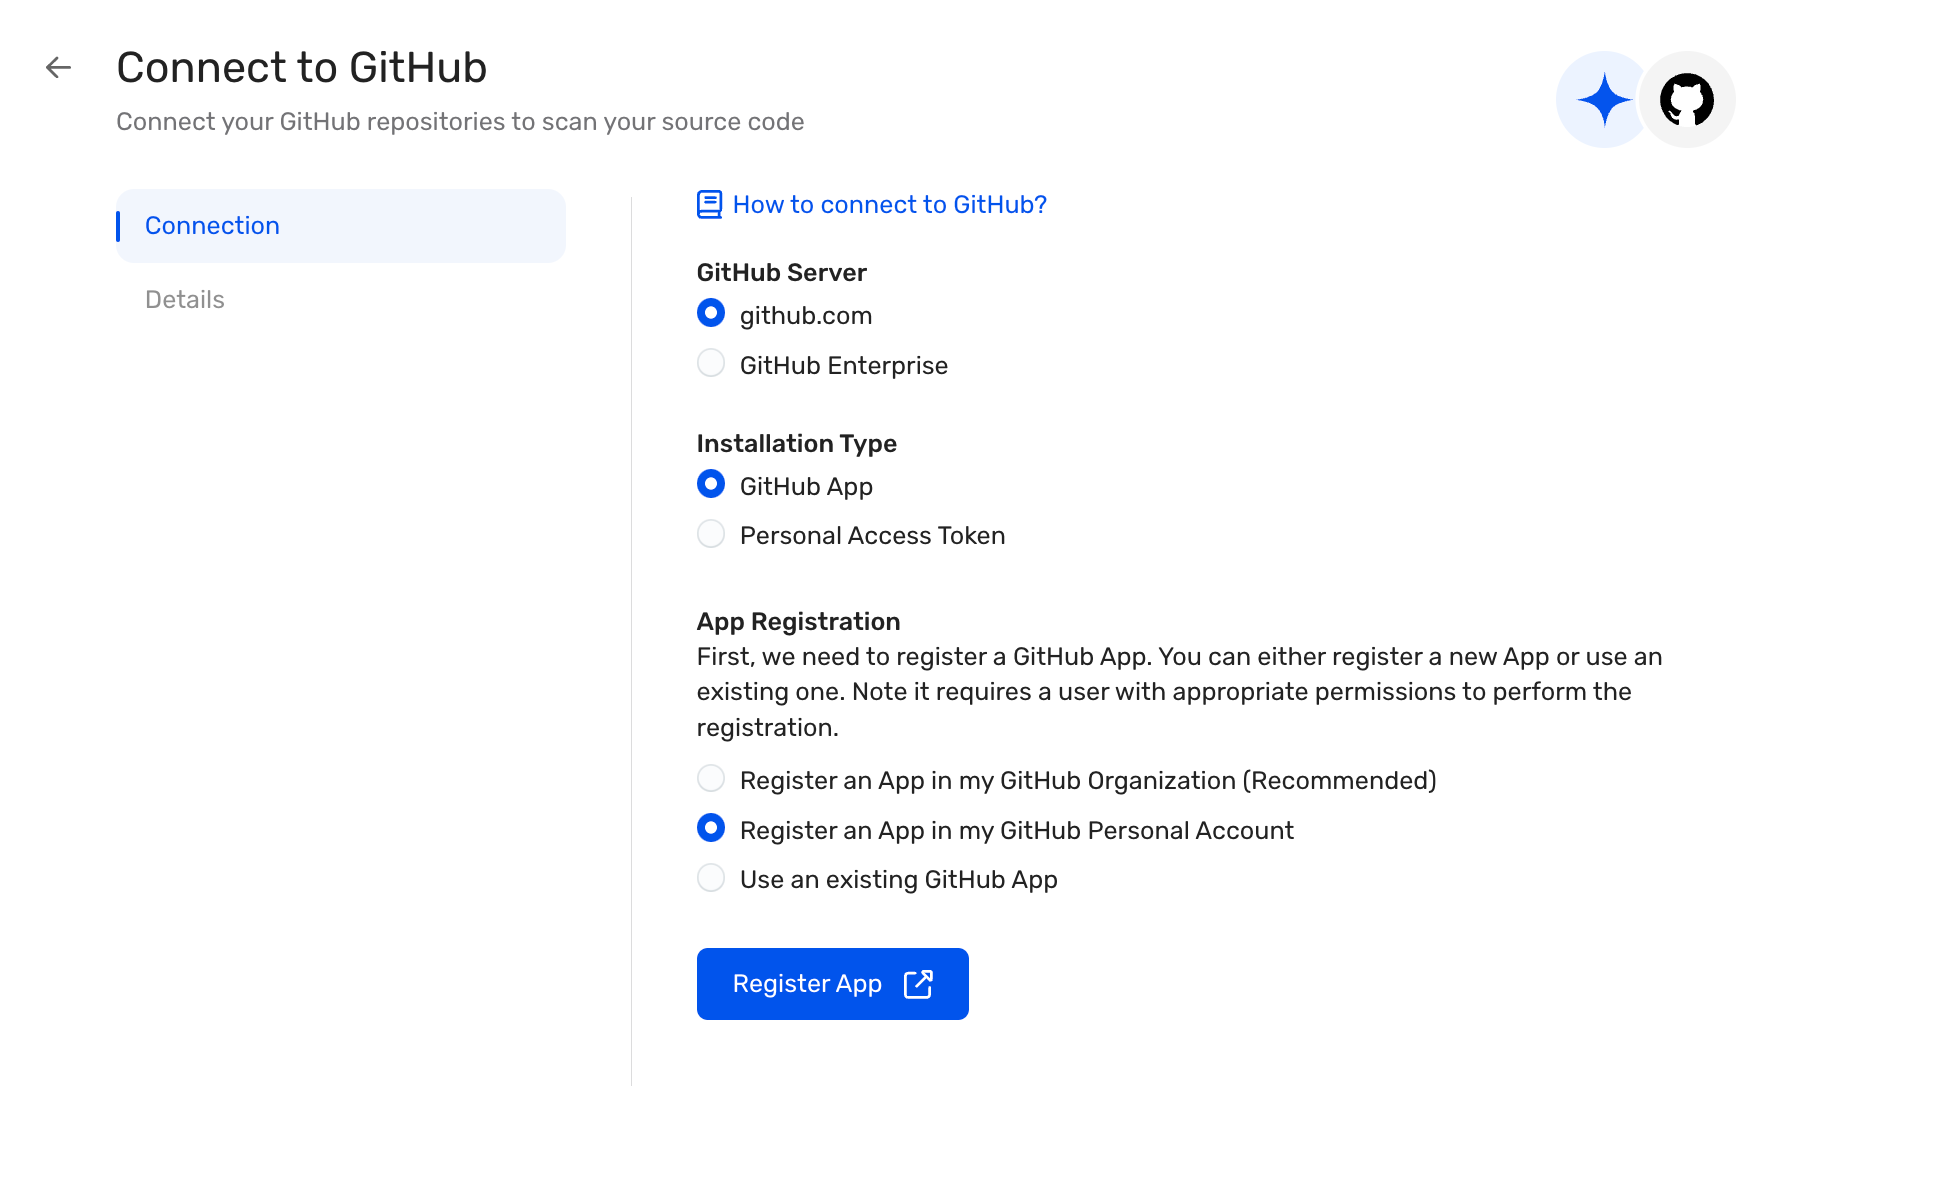 Connect to GitHub
Connect your GitHub repositories to scan your source code
Connection
Details
How to connect to GitHub?
GitHub Server
github.com
GitHub Enterprise
Installation Type
GitHub App
Personal Access Token
App Registration
First, we need to register a GitHub App. You can either register a new App or use an
existing one. Note it requires a user with appropriate permissions to perform the
registration.
Register an App in my GitHub Organization (Recommended)
Register an App in my GitHub Personal Account
Use an existing GitHub App
Register App